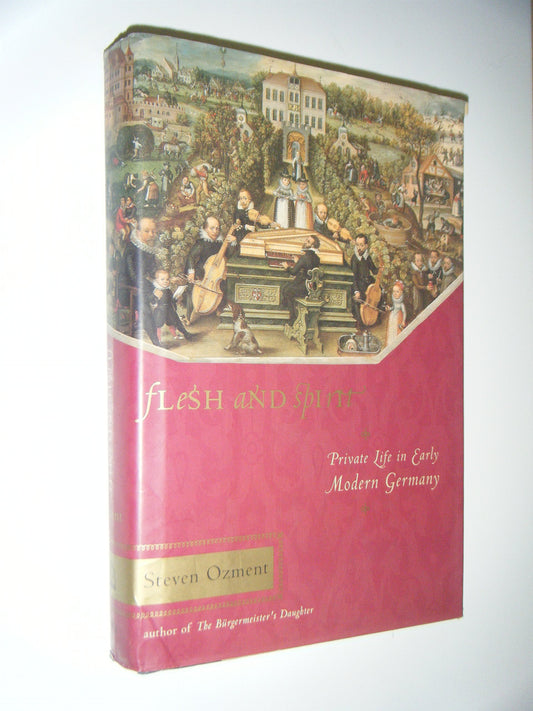 fLeSH aND spirit
Private Life in Early
Modern Germany
Steven Ozment
author of The Bürgermeister's Daughter